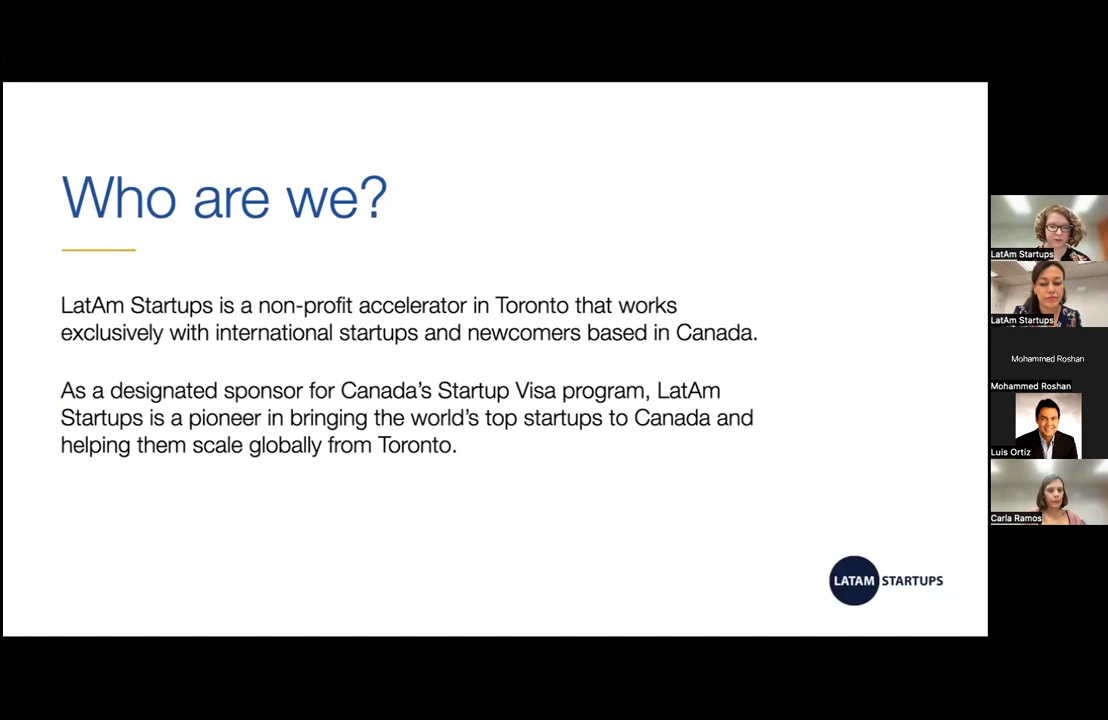 Who are we?
LatAm Startups is a non-profit accelerator in Toronto that works
exclusively with international startups and newcomers based in Canada.
As a designated sponsor for Canada's Startup Visa program, LatAm
Startups is a pioneer in bringing the world's top startups to Canada and
helping them scale globally from Toronto.
LATAM STARTUPS
LatAm Startups
LatAm Startups
Mohammed Roshan
Mohammed Roshan
Luis Ortiz
Carla Ramos